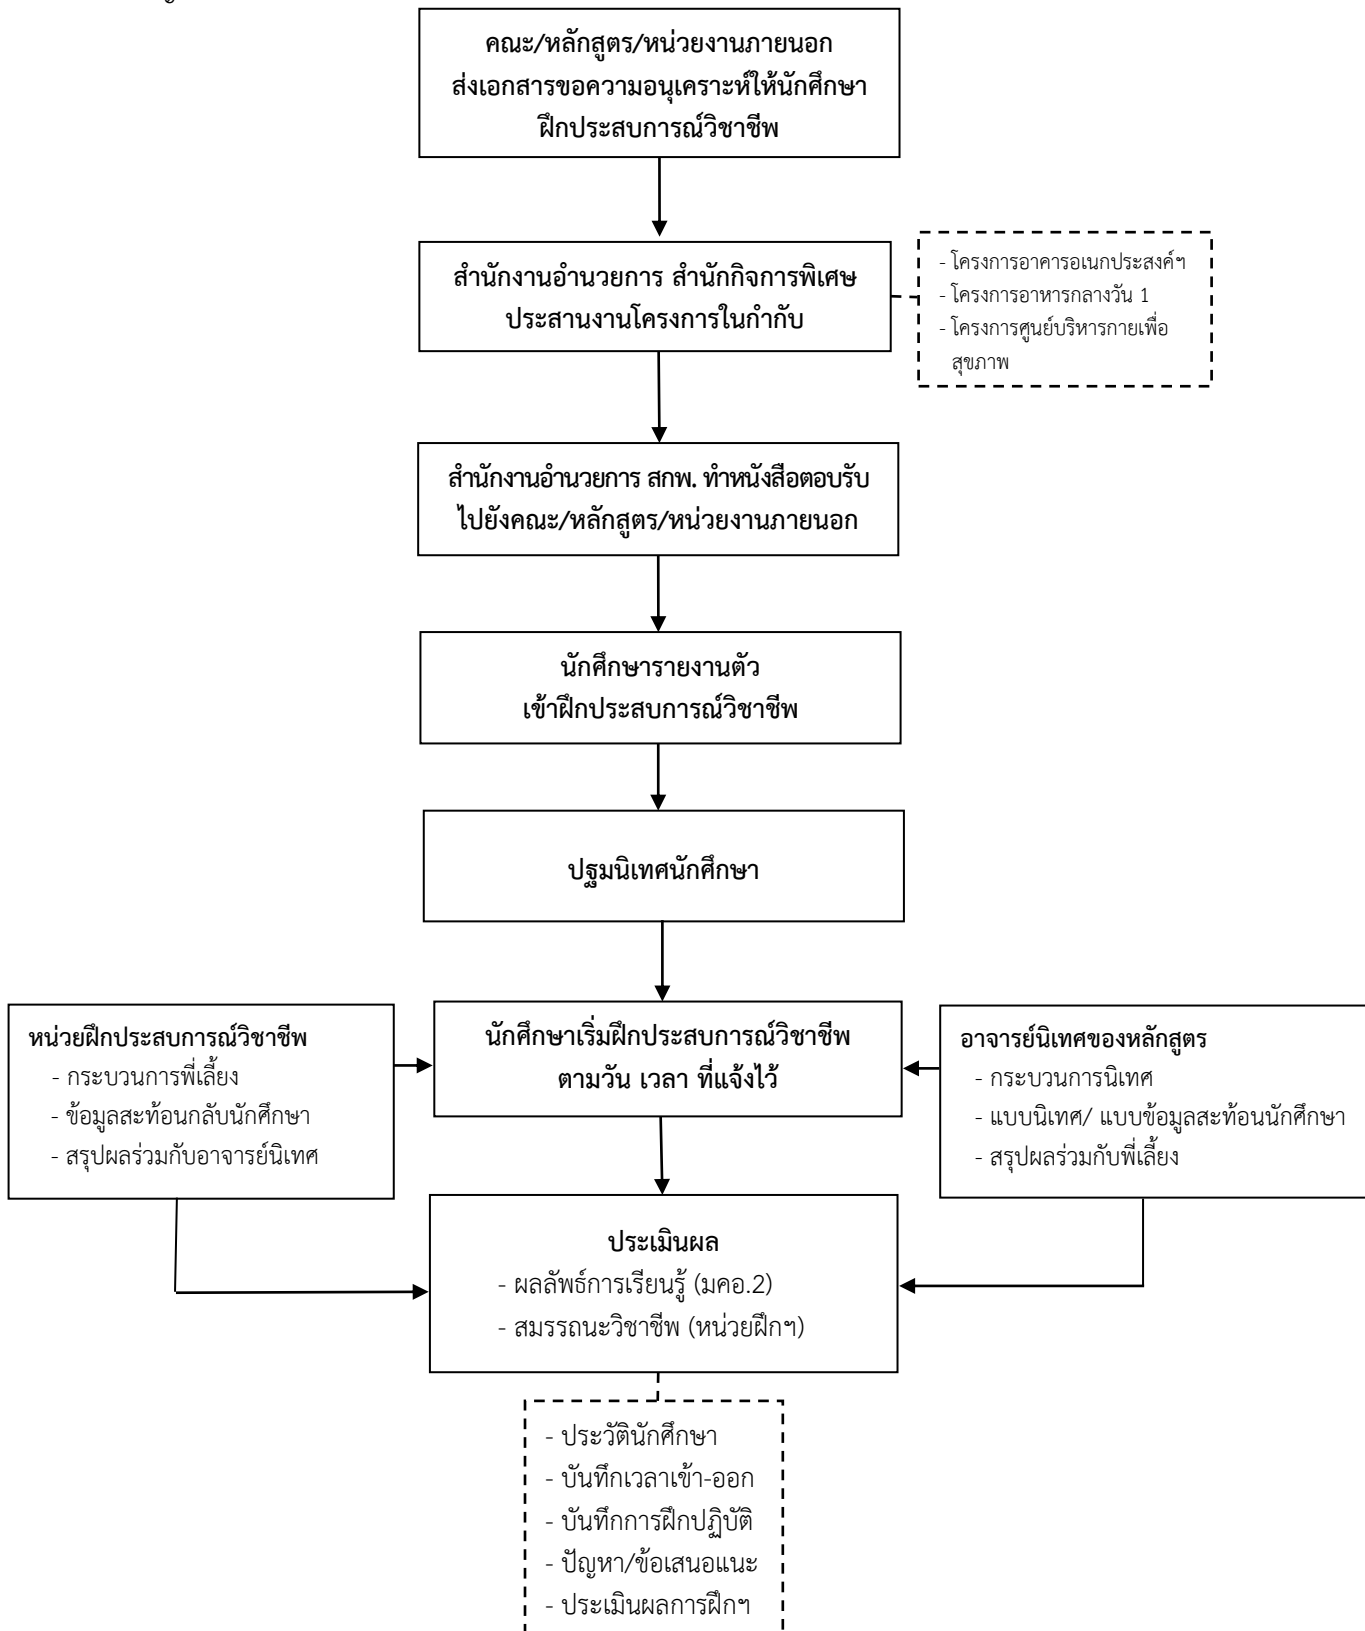 คณะ/หลักสูตร/หน่วยงานภายนอก
ส่งเอกสารขอความอนุเคราะห์ให้นักศึกษา
ฝึกประสบการณ์วิชาชีพ
สำนักงานอำนวยการ สำนักกิจการพิเศษ
ประสานงานโครงการในกำกับ
- โครงการอาคารอเนกประสงค์ฯ
- โครงการอาหารกลางวัน 1
- โครงการศูนย์บริหารกายเพื่อ
สุขภาพ
สำนักงานอำนวยการ สกพ. ทำหนังสือตอบรับ
ไปยังคณะ/หลักสูตร/หน่วยงานภายนอก
นักศึกษารายงานตัว
เข้าฝึกประสบการณ์วิชาชีพ
ปฐมนิเทศนักศึกษา
หน่วยฝึกประสบการณ์วิชาชีพ
- กระบวนการพี่เลี้ยง
- ข้อมูลสะท้อนกลับนักศึกษา
- สรุปผลร่วมกับอาจารย์นิเทศ
นักศึกษาเริ่มฝึกประสบการณ์วิชาชีพ
ตามวัน เวลา ที่แจ้งไว้
อาจารย์นิเทศของหลักสูตร
- กระบวนการนิเทศ
- แบบนิเทศ/ แบบข้อมูลสะท้อนนักศึกษา
- สรุปผลร่วมกับพี่เลี้ยง
ประเมินผล
- ผลลัพธ์การเรียนรู้ (มคอ.2)
- สมรรถนะวิชาชีพ (หน่วยฝึกฯ)
- ประวัตินักศึกษา
- บันทึกเวลาเข้า-ออก
- บันทึกการฝึกปฏิบัติ
- ปัญหา/ข้อเสนอแนะ
- ประเมินผลการฝึกฯ